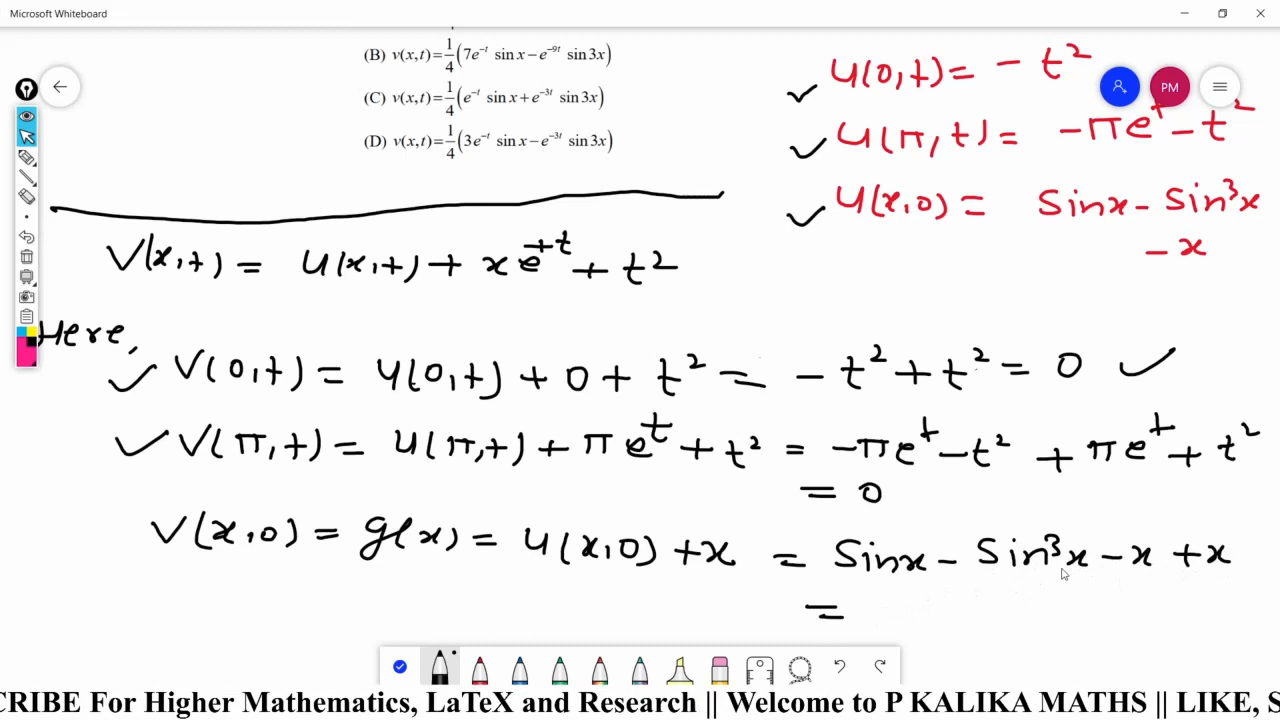 Microsoft Whiteboard
(B) v(x,t)=1/4(7e^{-t} sin x−e^{-9t} sin 3x)
(C) v(x,t)=1/4(e^{-t} sin x+e^{-3t} sin 3x)
(D) v(x,t)=1/4(3e^{-t} sin x−e^{-3t} sin 3x)
PM
✓ u(0,t)= −t²
✓ u(π,t)= −πe^t−t²
✓ u(x,0)= sinx−sin³x
−x
V(x,t)= u(x,t)+xe^{+t}+t²
Here,
✓ V(0,t)= u(0,t)+0+t² = −t²+t²=0 ✓
✓ V(π,t)= u(π,t)+πe^t+t² = −πe^t−t²+πe^t+t²
=0
V(x,0)=g(x)=u(x,0)+x = Sinx−Sin³x−x+x
=
CRIBE For Higher Mathematics, LaTeX and Research || Welcome to P KALIKA MATHS || LIKE, S